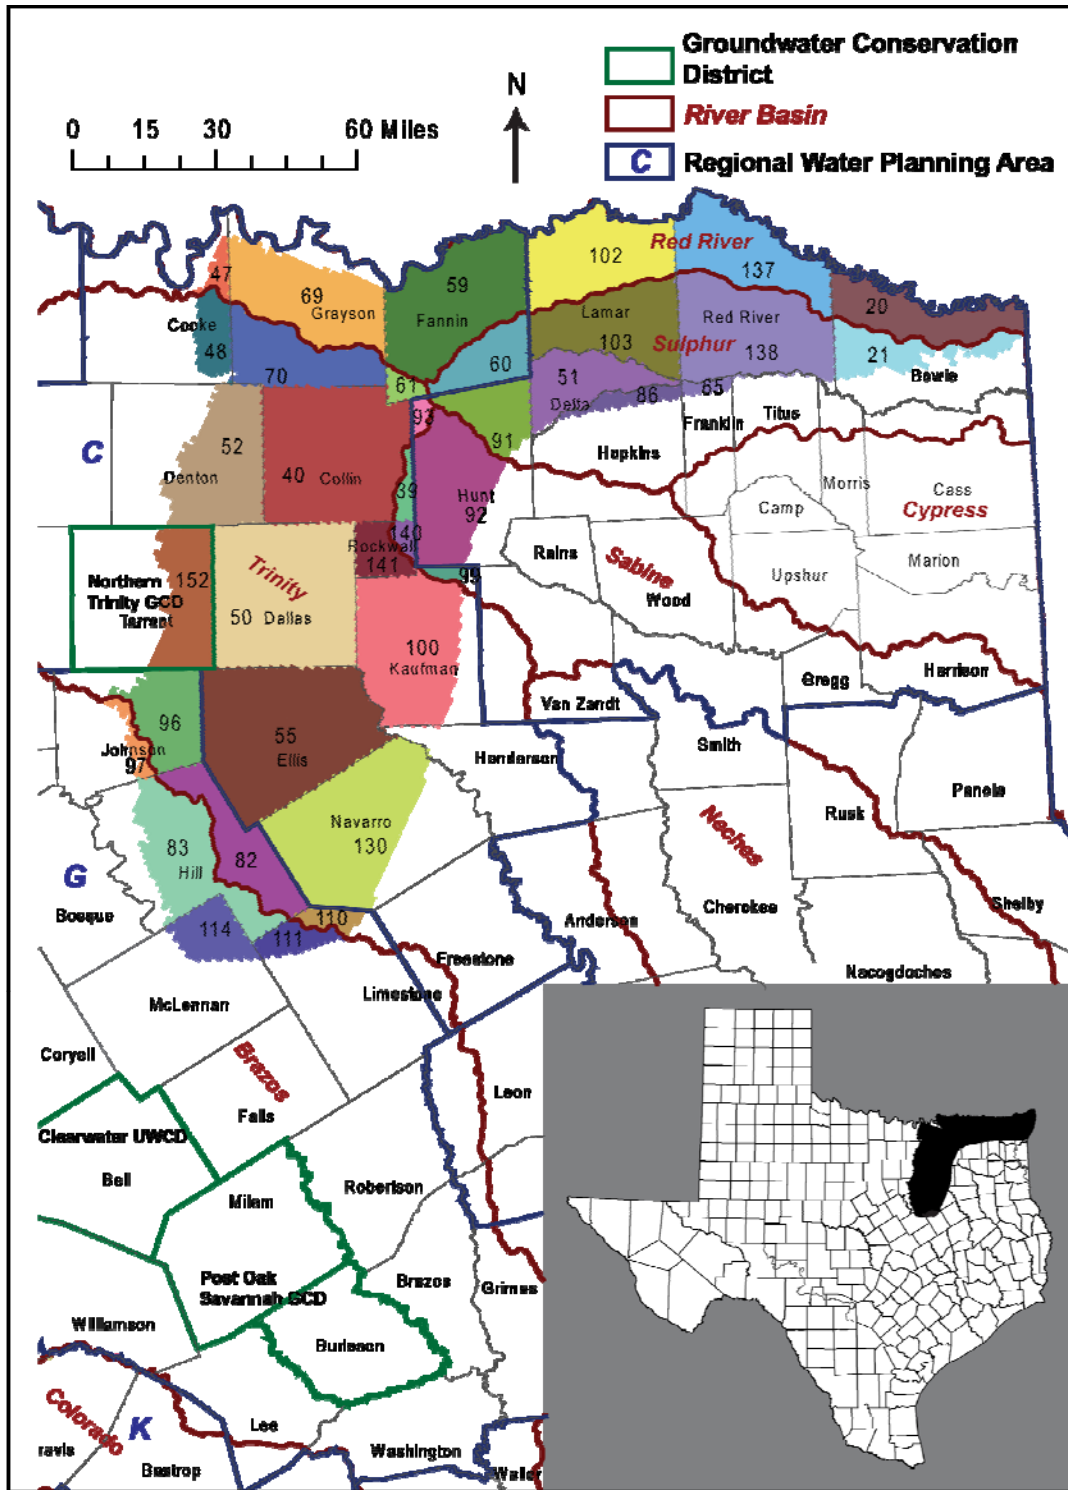 Groundwater Conservation
District
River Basin
C Regional Water Planning Area
N
0 15 30 60 Miles
Red River
102
137
47
59
69
Grayson
20
Cooke
Fannin
Lamar
Red River
48
103
Sulphur
138
21
70
60
Bowie
61
51
65
Delta
86
93
Franklin
Titus
C
52
91
Hopkins
Denton
40
Collin
39
Hunt
92
Morris
Cass
Camp
Cypress
140
Rockwall
141
Rains
Sabine
Marion
Northern
Trinity GCD
Tarrant
152
Trinity
99
Upshur
Wood
50 Dallas
100
Kaufman
Gregg
Harrison
Van Zandt
96
Johnson
97
55
Ellis
Henderson
Smith
Panola
Rusk
Navarro
130
Neches
83
Hill
82
G
Bosque
Anderson
Cherokee
Shelby
114
111
110
Freestone
Nacogdoches
Limestone
McLennan
Coryell
Brazos
Leon
Falls
Clearwater UWCD
Bell
Milam
Robertson
Post Oak
Savannah GCD
Brazos
Grimes
Williamson
Burleson
Colorado
K
Lee
ravis
Bastrop
Washington
Waller